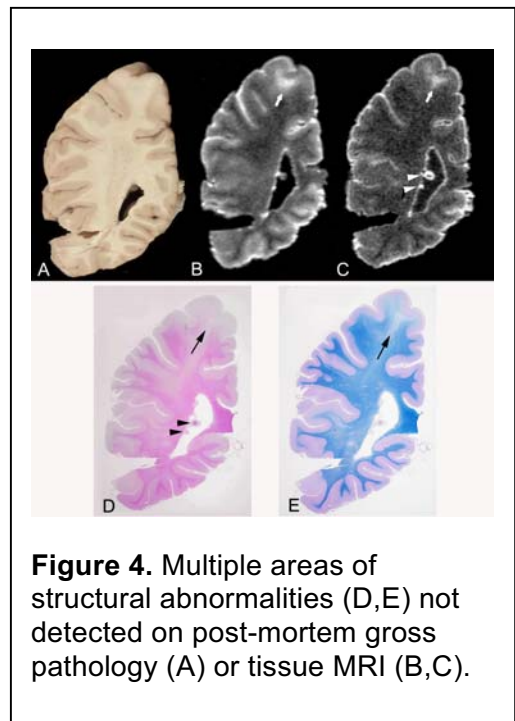 A B C
D E
Figure 4. Multiple areas of
structural abnormalities (D,E) not
detected on post-mortem gross
pathology (A) or tissue MRI (B,C).